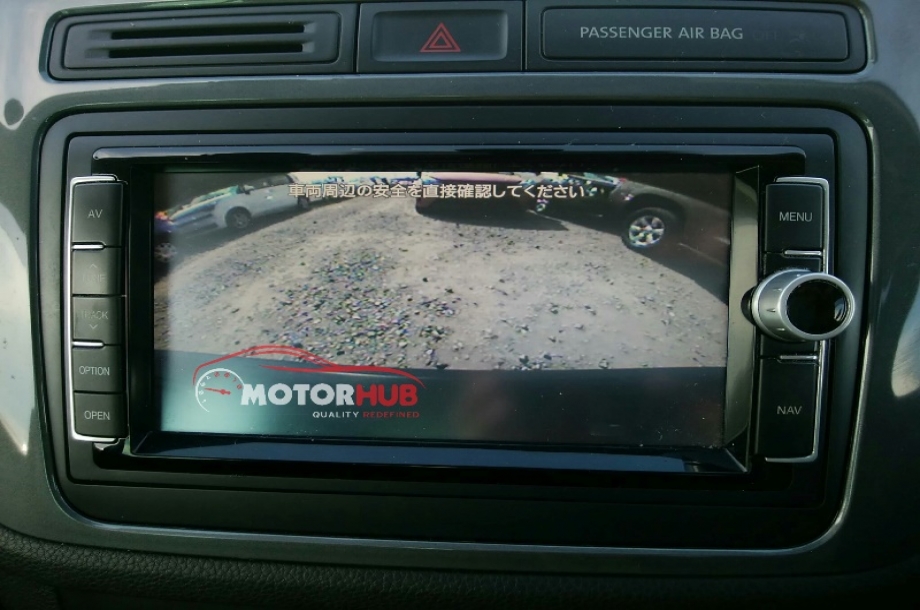 PASSENGER AIR BAG
車両周辺の安全を直接確認してください
AV
MENU
OPTION
OPEN
NAV
MOTORHUB
QUALITY REDEFINED